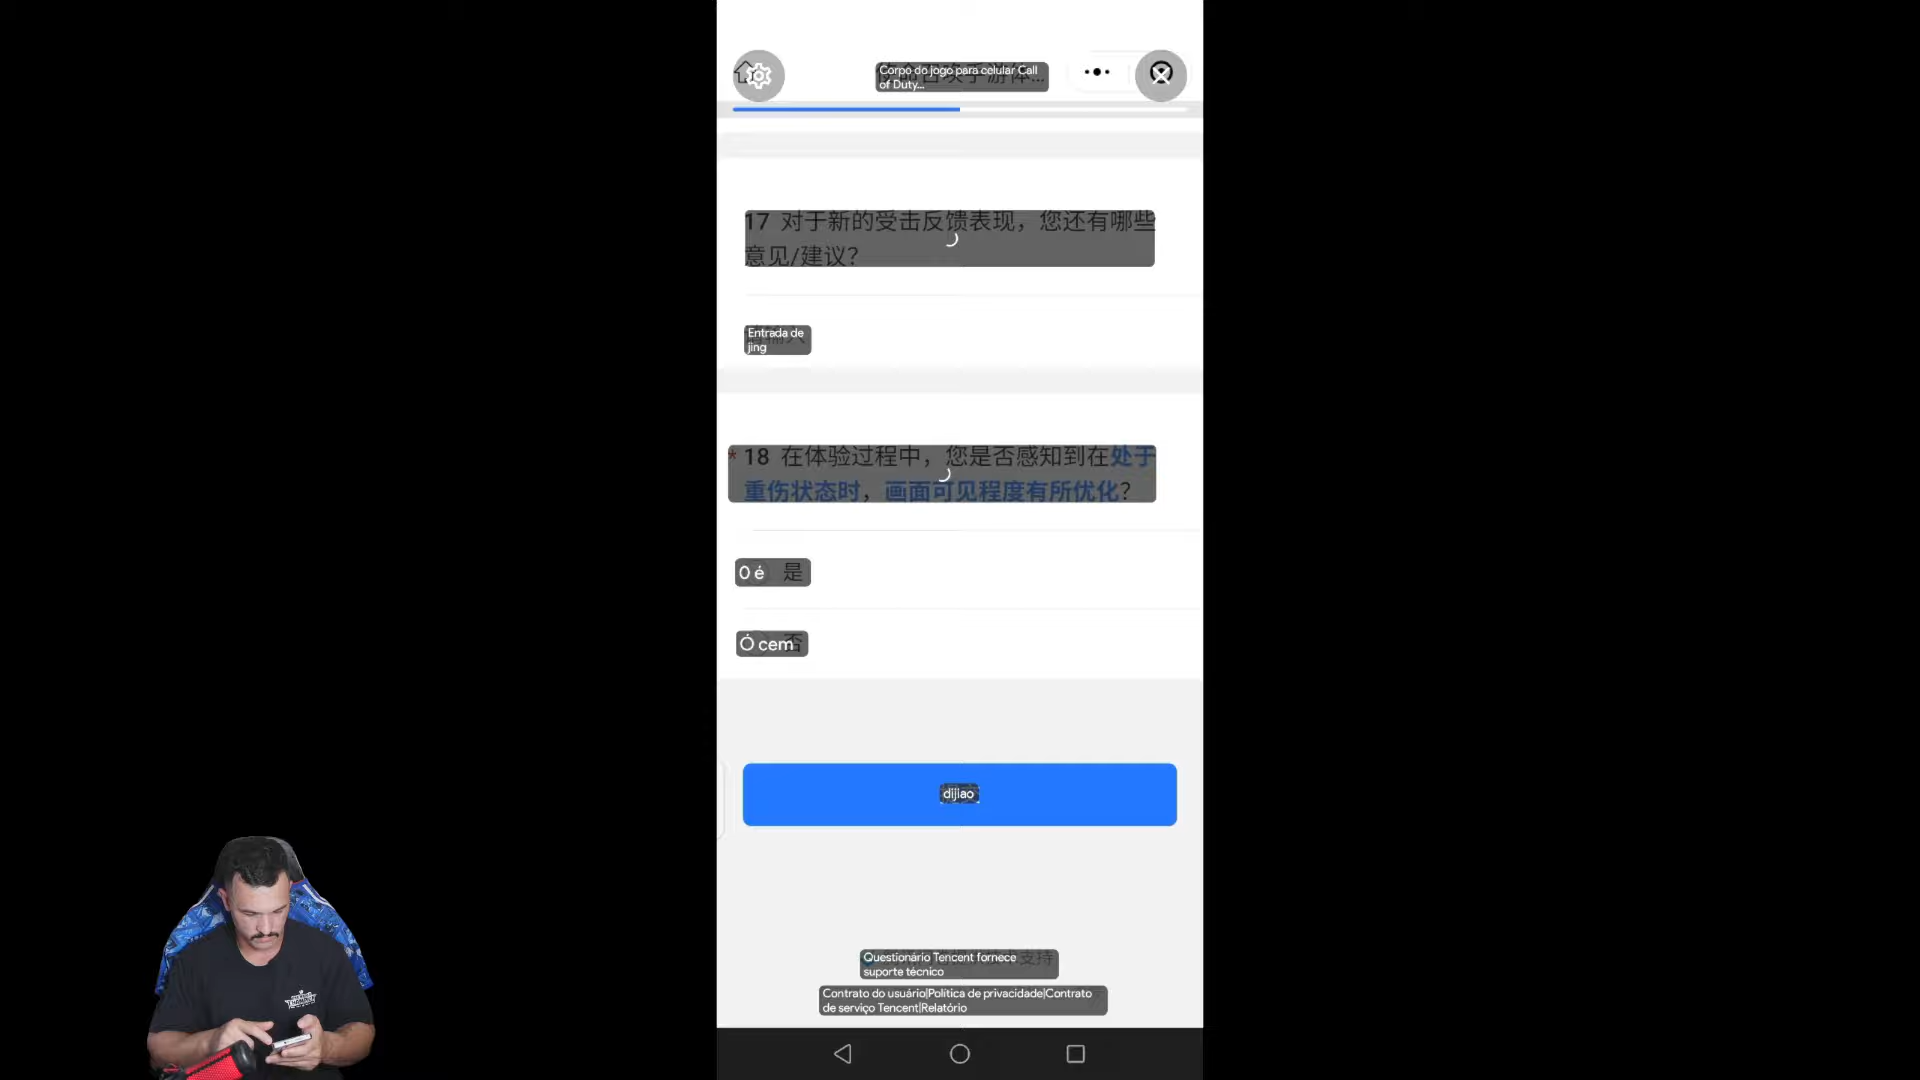 Corpo do jogo para celular Call
of Duty...
17 对于新的受击反馈表现，您还有哪些
意见/建议？
Entrada de
jing
* 18 在体验过程中，您是否感知到在处于
重伤状态时，画面可见程度有所优化？
O é 是
Ó cem 否
dijiao
Questionário Tencent fornece
suporte técnico
Contrato do usuário|Política de privacidade|Contrato
de serviço Tencent|Relatório